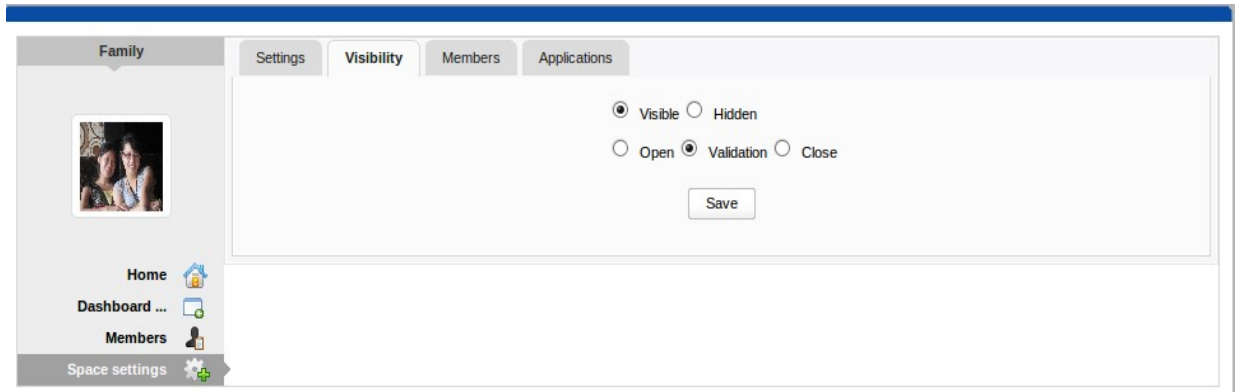 Family
Settings Visibility Members Applications
Visible Hidden
Open Validation Close
Save
Home
Dashboard ...
Members
Space settings